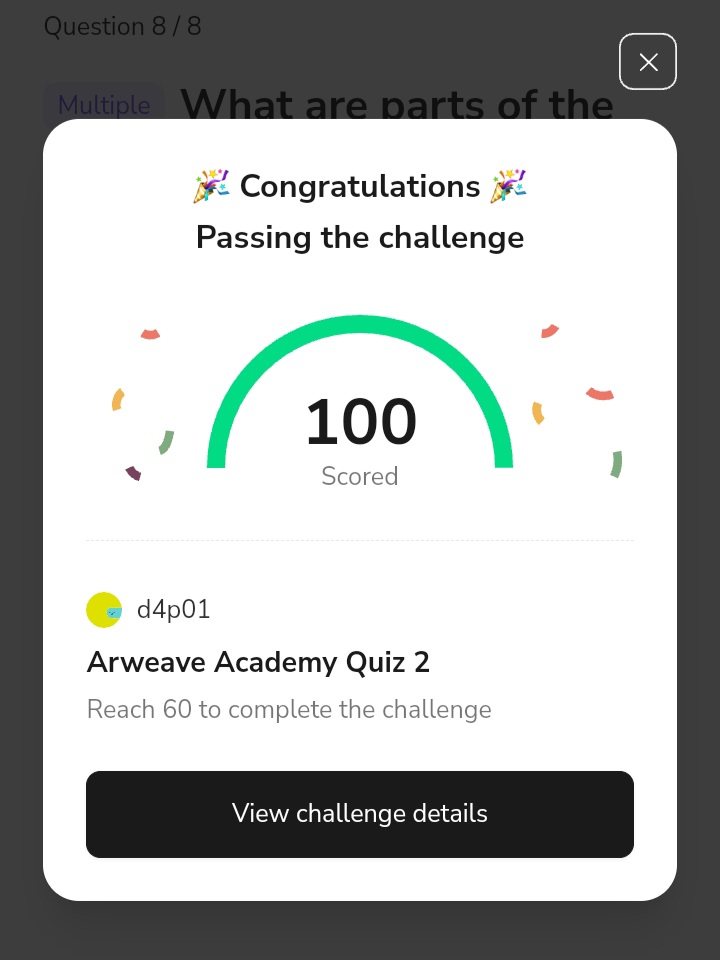 Question 8 / 8
Multiple What are parts of the
🎉 Congratulations 🎉
Passing the challenge
100
Scored
d4p01
Arweave Academy Quiz 2
Reach 60 to complete the challenge
View challenge details